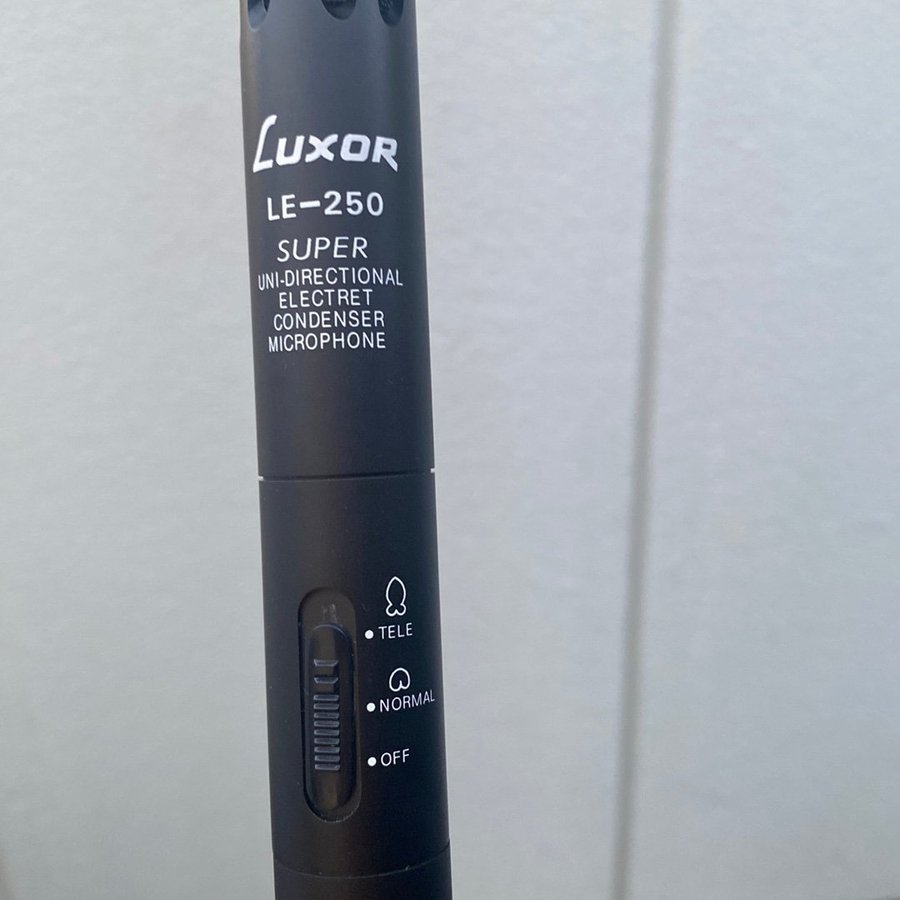 LUXOR
LE-250
SUPER
UNI-DIRECTIONAL
ELECTRET
CONDENSER
MICROPHONE
TELE
NORMAL
OFF